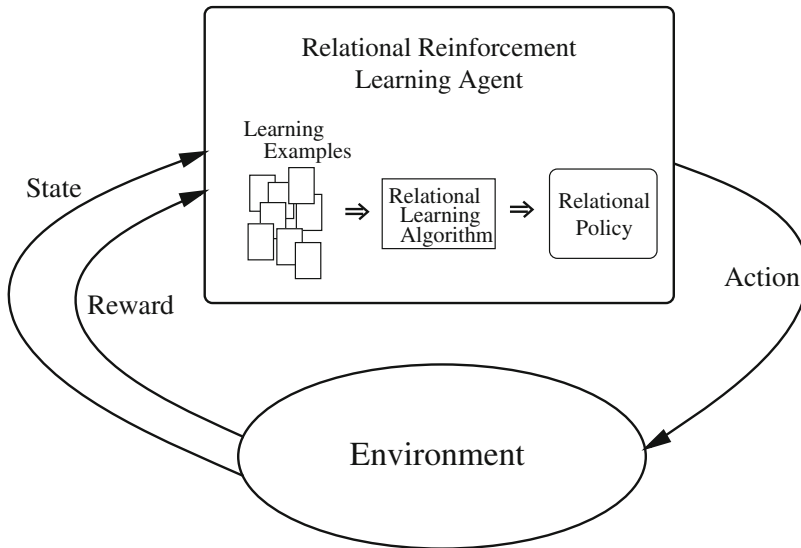 Relational Reinforcement
Learning Agent
Learning
Examples
Relational
Learning
Algorithm
Relational
Policy
State
Reward
Action
Environment